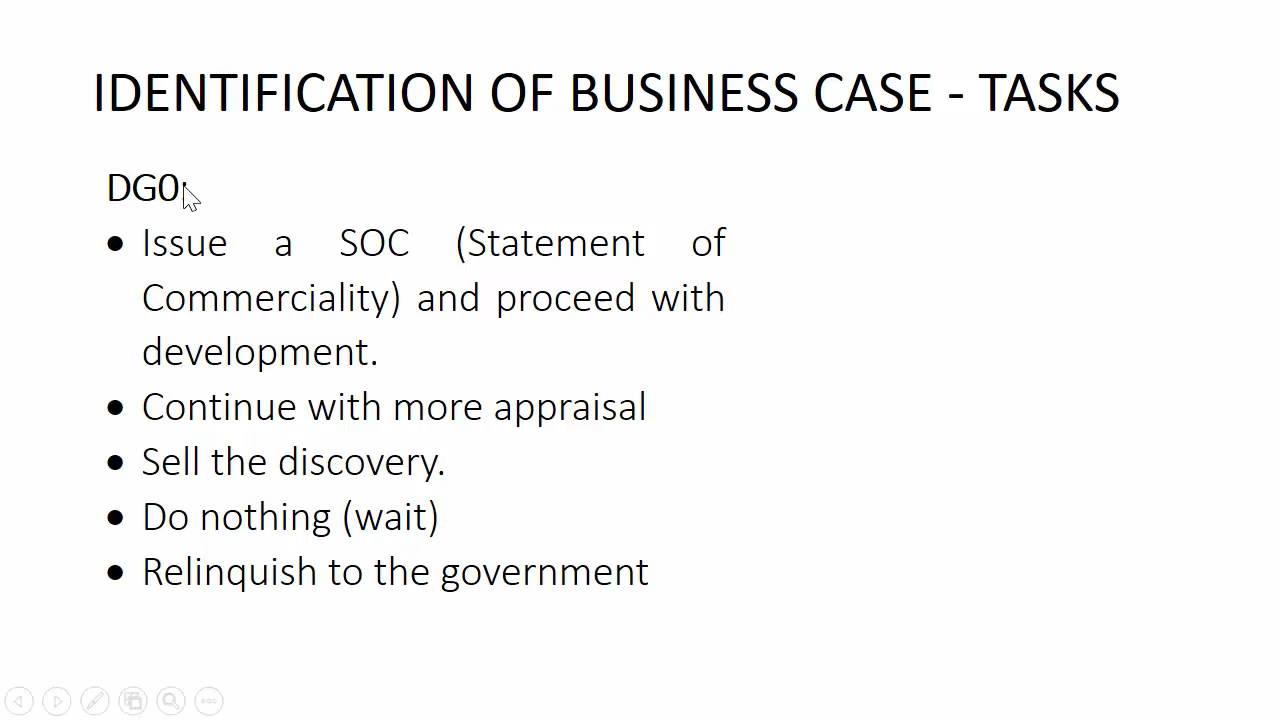 IDENTIFICATION OF BUSINESS CASE - TASKS
DG0:
• Issue a SOC (Statement of
Commerciality) and proceed with
development.
• Continue with more appraisal
• Sell the discovery.
• Do nothing (wait)
• Relinquish to the government